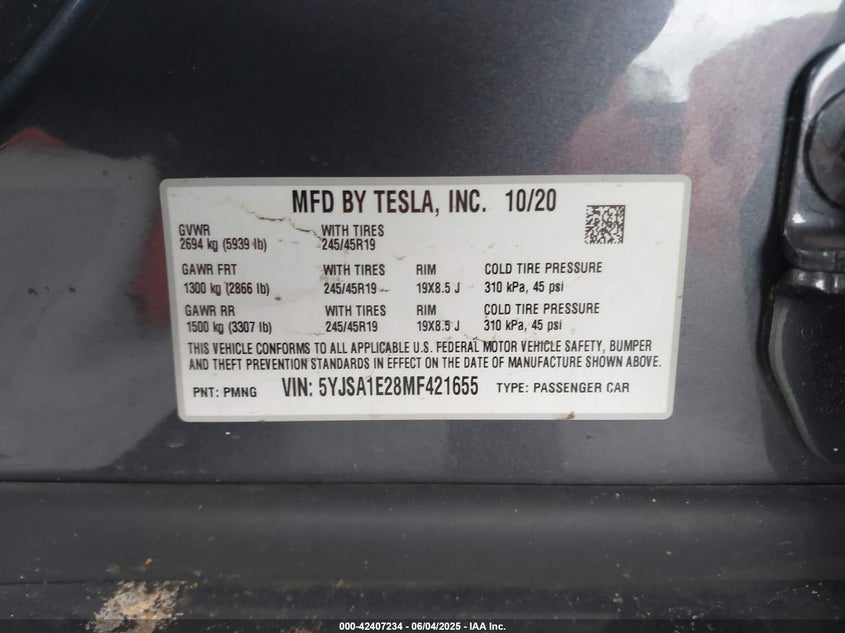 MFD BY TESLA, INC. 10/20
GVWR WITH TIRES
2694 kg (5939 lb) 245/45R19
GAWR FRT WITH TIRES RIM COLD TIRE PRESSURE
1300 kg (2866 lb) 245/45R19 19X8.5 J 310 kPa, 45 psi
GAWR RR WITH TIRES RIM COLD TIRE PRESSURE
1500 kg (3307 lb) 245/45R19 19X8.5 J 310 kPa, 45 psi
THIS VEHICLE CONFORMS TO ALL APPLICABLE U.S. FEDERAL MOTOR VEHICLE SAFETY, BUMPER
AND THEFT PREVENTION STANDARDS IN EFFECT ON THE DATE OF MANUFACTURE SHOWN ABOVE.
PNT: PMNG VIN: 5YJSA1E28MF421655 TYPE: PASSENGER CAR
000-42407234 - 06/04/2025 - IAA Inc.